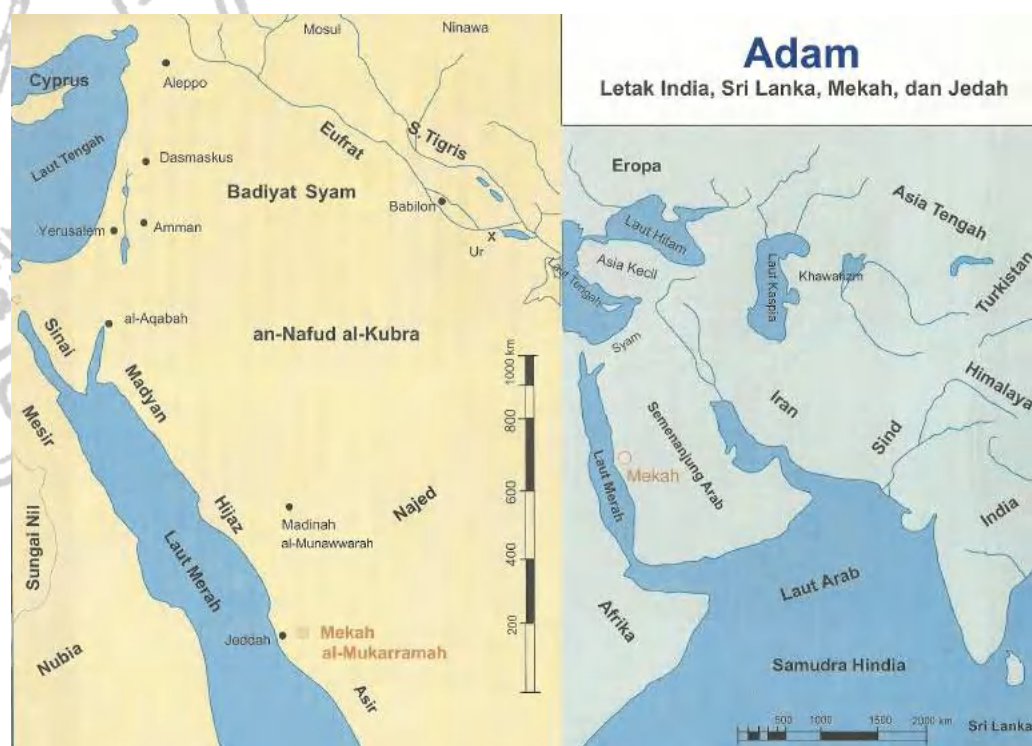 Adam
Letak India, Sri Lanka, Mekah, dan Jedah
Mosul
Ninawa
Cyprus
Aleppo
Eufrat
S. Tigris
Laut Tengah
Dasmaskus
Badiyat Syam
Babilon
Yerusalem
Amman
Ur
al-Aqabah
Sinai
an-Nafud al-Kubra
Madyan
Mesir
Hijaz
Najed
Madinah
al-Munawwarah
Sungai Nil
Laut Merah
Jeddah
Mekah
al-Mukarramah
Nubia
Asir
1000 km
800
600
400
200
Eropa
Asia Tengah
Laut Hitam
Asia Kecil
Laut Kaspia
Khawarizm
Turkistan
Laut Tengah
Syam
Himalaya
Iran
Sind
Semenanjung Arab
Mekah
Laut Merah
India
Laut Arab
Afrika
Samudra Hindia
500
1000
1500
2000 km
Sri Lanka